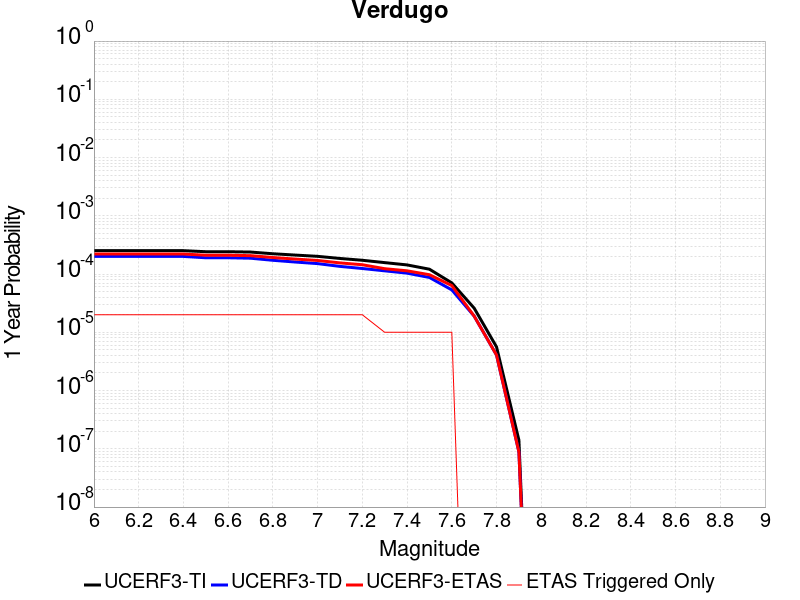 Verdugo
10^0
10^-1
10^-2
10^-3
10^-4
10^-5
10^-6
10^-7
10^-8
1 Year Probability
6 6.2 6.4 6.6 6.8 7 7.2 7.4 7.6 7.8 8 8.2 8.4 8.6 8.8 9
Magnitude
UCERF3-TI UCERF3-TD UCERF3-ETAS ETAS Triggered Only